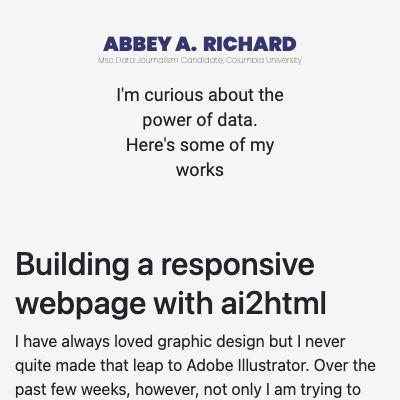 ABBEY A. RICHARD
Msc Data Journalism Candidate, Columbia University
I'm curious about the
power of data.
Here's some of my
works
Building a responsive
webpage with ai2html
I have always loved graphic design but I never
quite made that leap to Adobe Illustrator. Over the
past few weeks, however, not only I am trying to